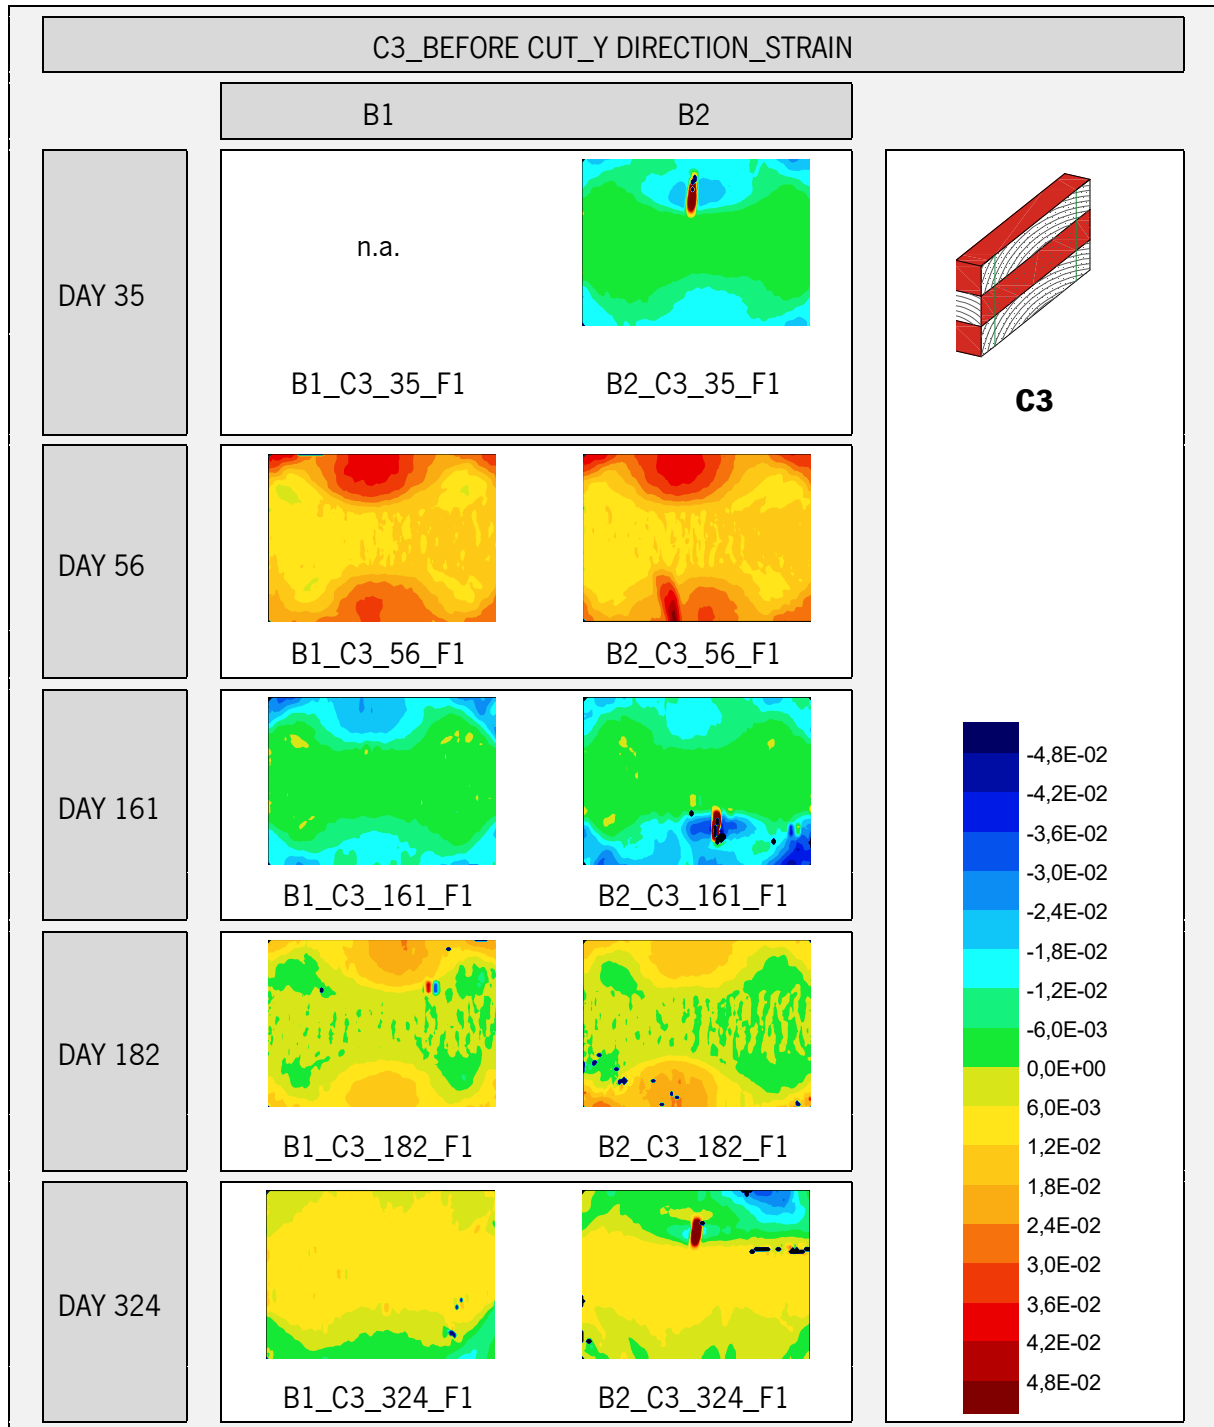 C3_BEFORE CUT_Y DIRECTION_STRAIN
B1
B2
DAY 35
n.a.
B1_C3_35_F1
B2_C3_35_F1
C3
DAY 56
B1_C3_56_F1
B2_C3_56_F1
DAY 161
B1_C3_161_F1
B2_C3_161_F1
DAY 182
B1_C3_182_F1
B2_C3_182_F1
DAY 324
B1_C3_324_F1
B2_C3_324_F1
-4,8E-02
-4,2E-02
-3,6E-02
-3,0E-02
-2,4E-02
-1,8E-02
-1,2E-02
-6,0E-03
0,0E+00
6,0E-03
1,2E-02
1,8E-02
2,4E-02
3,0E-02
3,6E-02
4,2E-02
4,8E-02